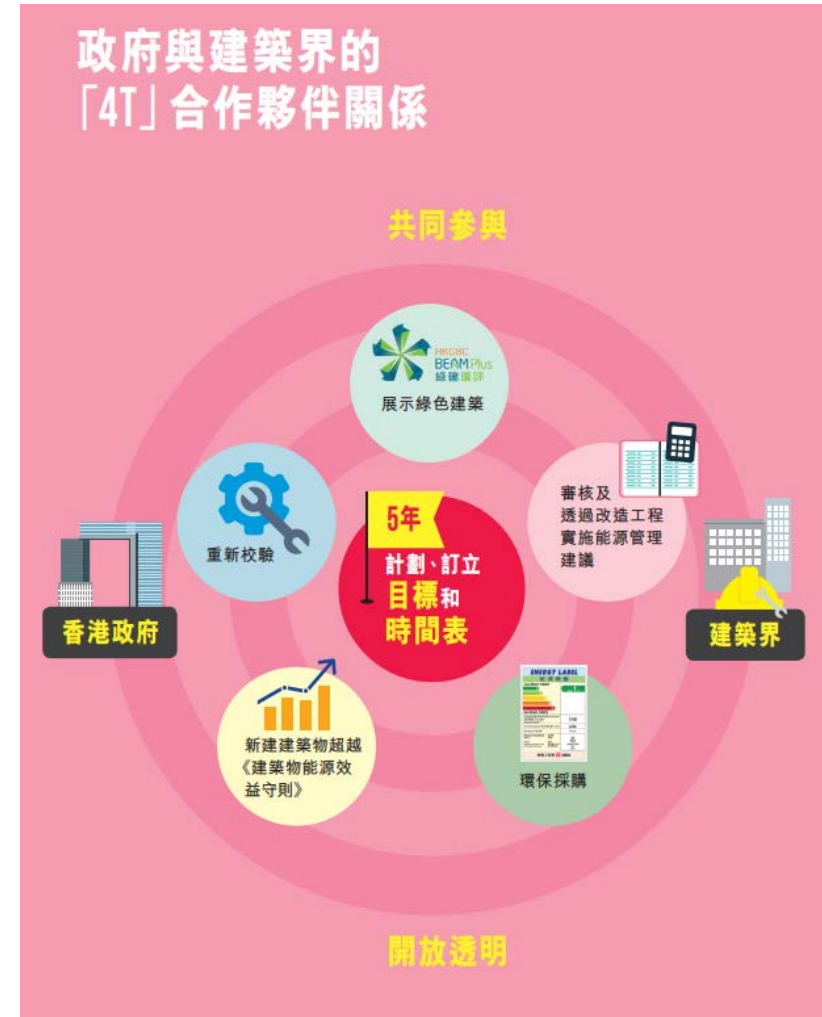 政府與建築界的
「4T」合作夥伴關係
共同參與
HKGBC
BEAM Plus
綠建環評
展示綠色建築
重新校驗
審核及
透過改造工程
實施能源管理
建議
5年
計劃、訂立
目標和
時間表
香港政府
建築界
新建建築物超越
《建築物能源效
益守則》
ENERGY LABEL
環保採購
開放透明